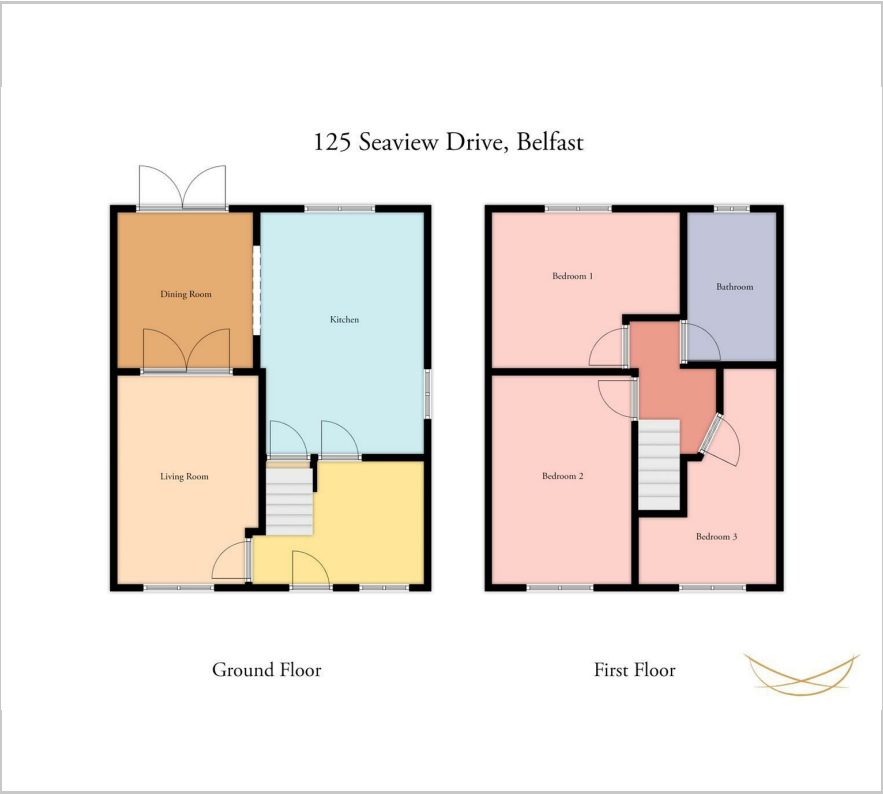 125 Seaview Drive, Belfast
Dining Room
Kitchen
Living Room
Bedroom 1
Bathroom
Bedroom 2
Bedroom 3
Ground Floor
First Floor